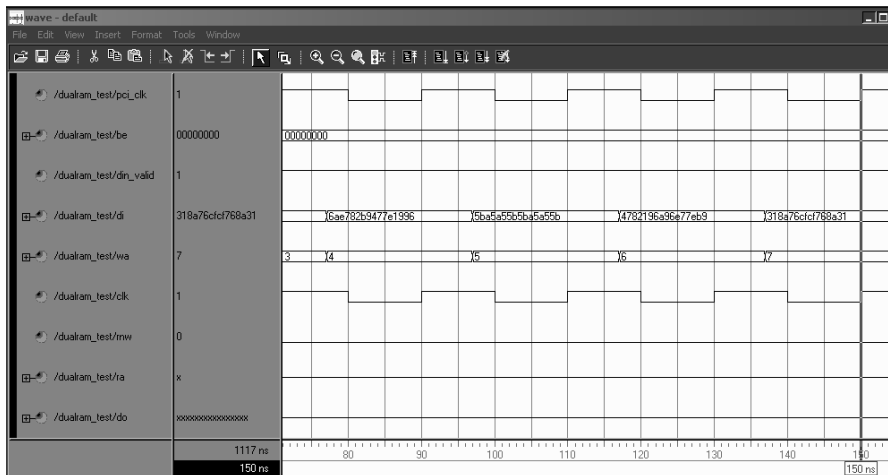 wave - default
File Edit View Insert Format Tools Window
/dualram_test/pci_clk 1
/dualram_test/be 00000000 00000000
/dualram_test/din_valid 1
/dualram_test/di 318a76cfcf768a31 6ae782b9477e1996 5ba5a55b5ba5a55b 4782196a96e77eb9 318a76cfcf768a31
/dualram_test/wa 7 3 4 5 6 7
/dualram_test/clk 1
/dualram_test/rnw 0
/dualram_test/ra x
/dualram_test/do xxxxxxxxxxxxxxxx
1117 ns 80 90 100 110 120 130 140 150
150 ns 150 ns